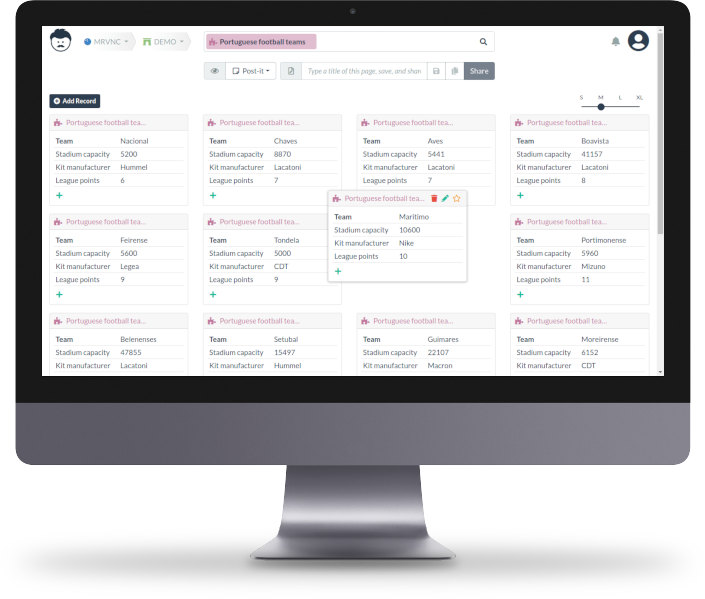 MRVNC DEMO Portuguese football teams
Post-it Type a title of this page, save, and shar Share
Add Record S M L XL
Portuguese football tea... Portuguese football tea... Portuguese football tea... Portuguese football tea...
Team Nacional Team Chaves Team Aves Team Boavista
Stadium capacity 5200 Stadium capacity 8870 Stadium capacity 5441 Stadium capacity 41157
Kit manufacturer Hummel Kit manufacturer Lacatoni Kit manufacturer Lacatoni Kit manufacturer Lacatoni
League points 6 League points 7 League points 7 League points 8
Portuguese football tea...
Team Maritimo
Stadium capacity 10600
Kit manufacturer Nike
League points 10
Portuguese football tea... Portuguese football tea... Portuguese football tea...
Team Feirense Team Tondela Team Portimonense
Stadium capacity 5600 Stadium capacity 5000 Stadium capacity 5960
Kit manufacturer Legea Kit manufacturer CDT Kit manufacturer Mizuno
League points 9 League points 9 League points 11
Portuguese football tea... Portuguese football tea... Portuguese football tea... Portuguese football tea...
Team Belenenses Team Setubal Team Guimares Team Moreirense
Stadium capacity 47855 Stadium capacity 15497 Stadium capacity 22107 Stadium capacity 6152
Kit manufacturer Lacatoni Kit manufacturer Hummel Kit manufacturer Macron Kit manufacturer CDT